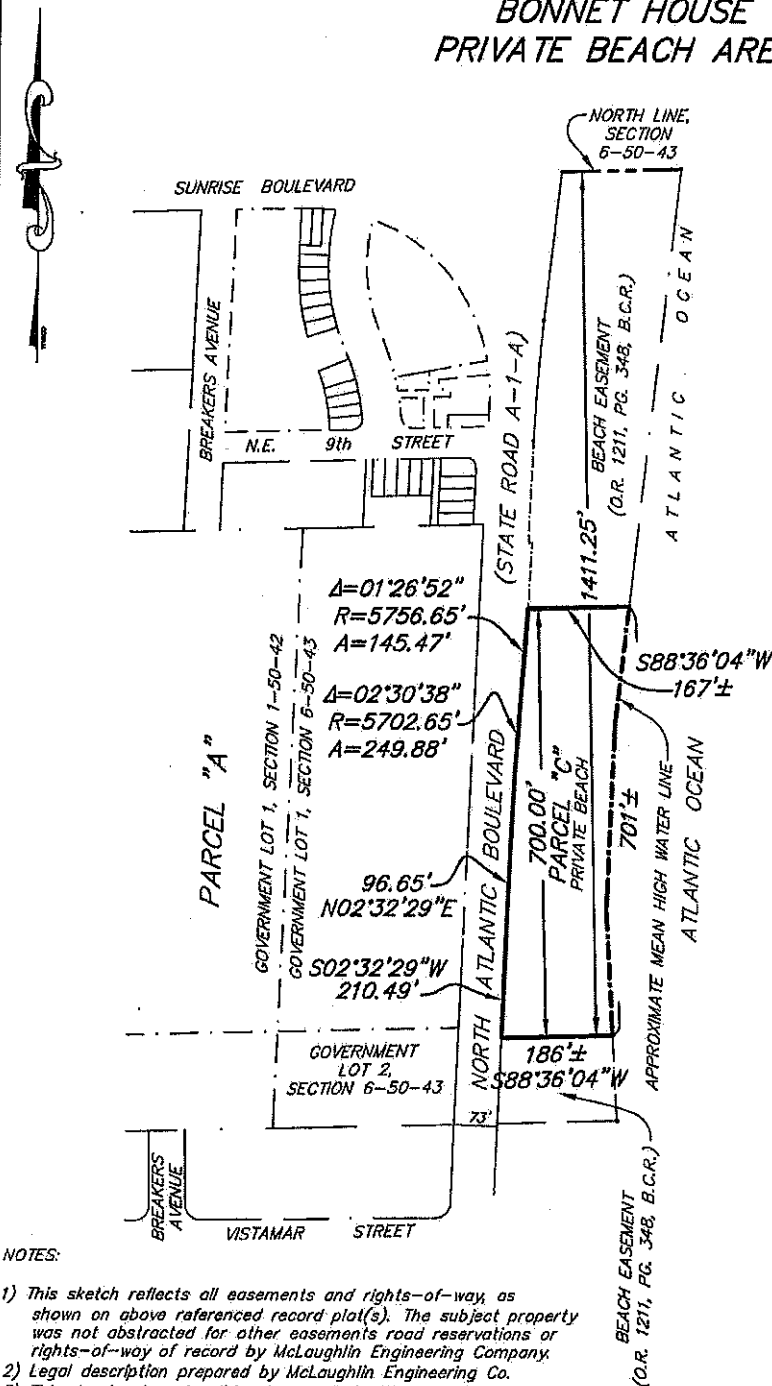 BONNET HOUSE
PRIVATE BEACH ARE
NORTH LINE,
SECTION
6-50-43
SUNRISE BOULEVARD
BREAKERS AVENUE
N.E. 9th STREET
(STATE ROAD A-1-A)
BEACH EASEMENT
(O.R. 1211, PG. 348, B.C.R.)
ATLANTIC OCEAN
1411.25'
Δ=01°26'52"
R=5756.65'
A=145.47'
Δ=02°30'38"
R=5702.65'
A=249.88'
S88°36'04"W
167'±
PARCEL "A"
GOVERNMENT LOT 1, SECTION 1-50-42
GOVERNMENT LOT 1, SECTION 6-50-43
NORTH ATLANTIC BOULEVARD
700.00'
PARCEL "C"
PRIVATE BEACH
701'±
APPROXIMATE MEAN HIGH WATER LINE
ATLANTIC OCEAN
96.65'
N02°32'29"E
S02°32'29"W
210.49'
GOVERNMENT
LOT 2,
SECTION 6-50-43
186'±
S88°36'04"W
73'
BREAKERS
AVENUE
VISTAMAR STREET
BEACH EASEMENT
(O.R. 1211, PG. 348, B.C.R.)
NOTES:
1) This sketch reflects all easements and rights-of-way, as
shown on above referenced record plat(s). The subject property
was not abstracted for other easements road reservations or
rights-of-way of record by McLaughlin Engineering Company.
2) Legal description prepared by McLaughlin Engineering Co.